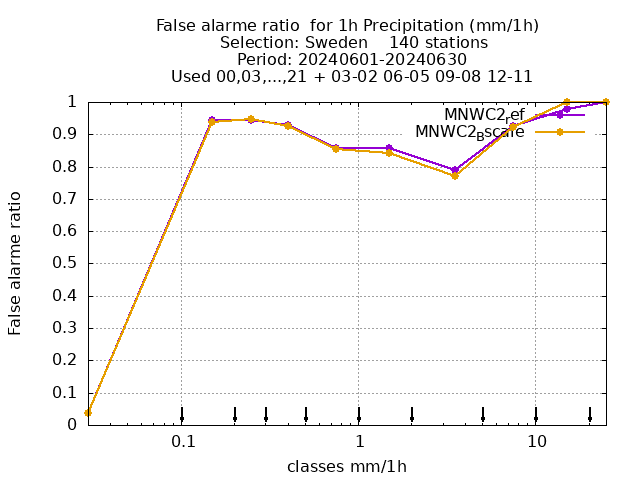 False alarme ratio  for 1h Precipitation (mm/1h)
Selection: Sweden    140 stations
Period: 20240601-20240630
Used 00,03,...,21 + 03-02 06-05 09-08 12-11
MNWC2ref
MNWC2Bscale
1
0.9
0.8
0.7
0.6
0.5
0.4
0.3
0.2
0.1
0
False alarme ratio
0.1 1 10
classes mm/1h